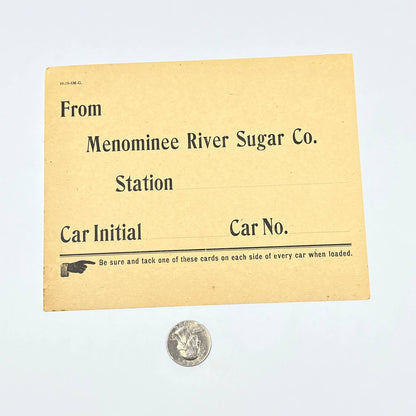 From
Menominee River Sugar Co.
Station
Car Initial Car No.
Be sure and tack one of these cards on each side of every car when loaded.